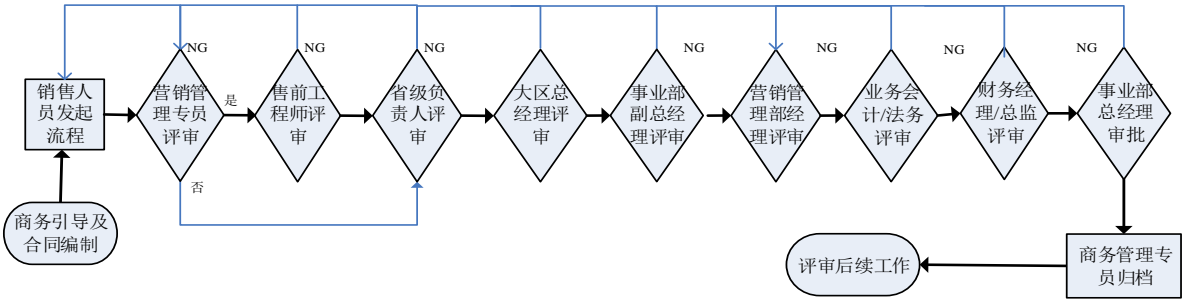 NG
NG
NG
NG
NG
NG
NG
销售人
员发起
流程
营销管
理专员
评审
是
售前工
程师评
审
省级负
责人评
审
大区总
经理评
审
事业部
副总经
理评审
营销管
理部经
理评审
业务会
计/法务
评审
财务经
理/总监
评审
事业部
总经理
审批
否
商务引导及
合同编制
评审后续工作
商务管理专
员归档